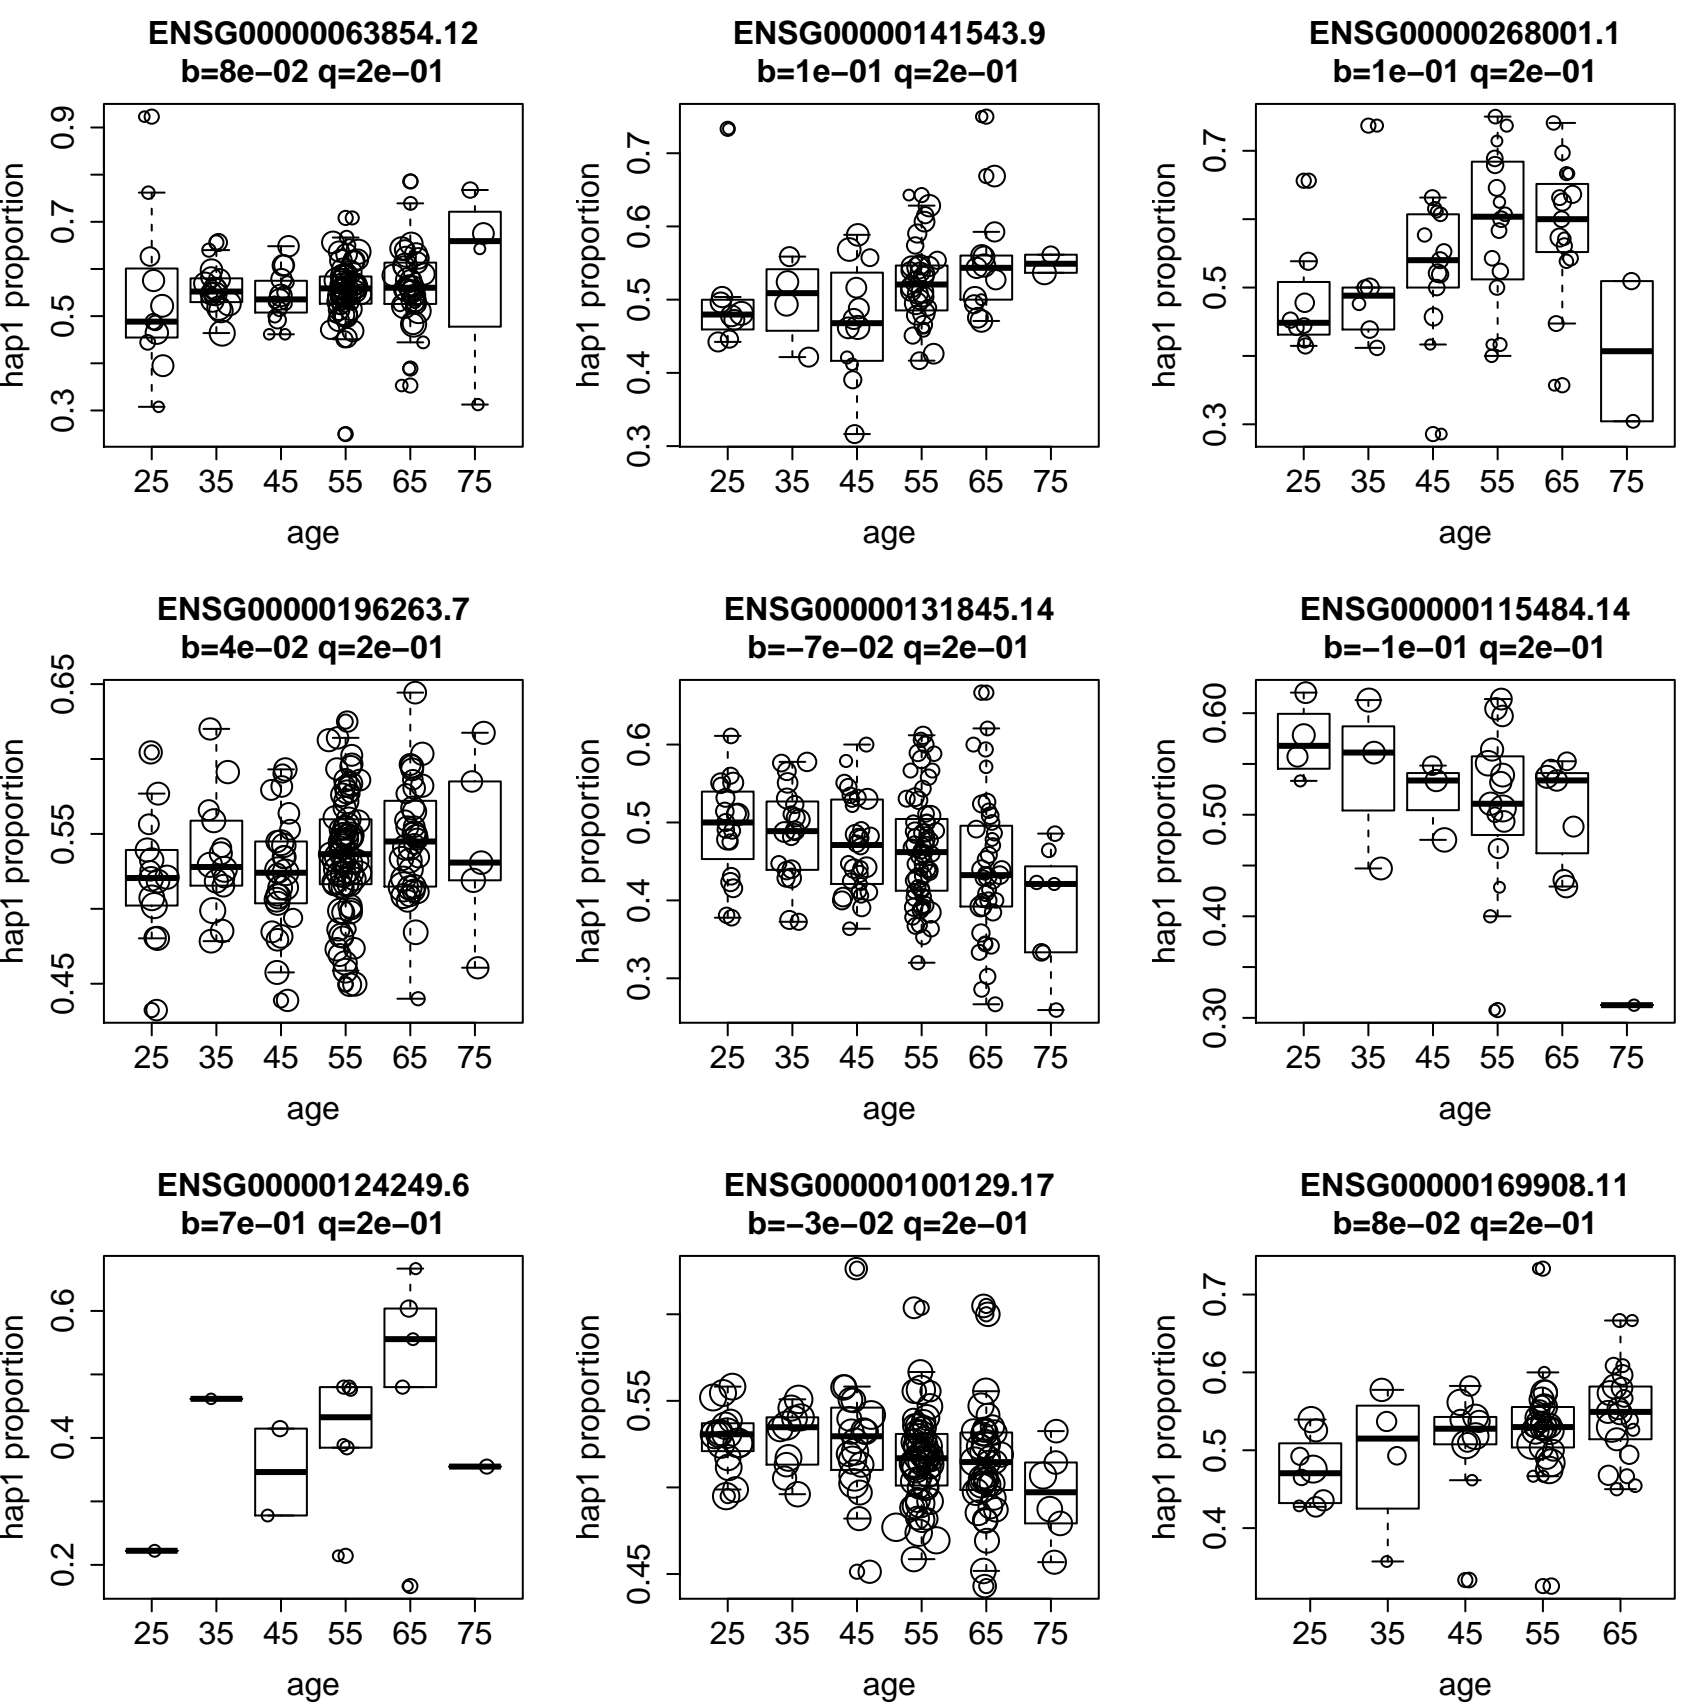 ENSG00000063854.12
b=8e−02 q=2e−01
hap1 proportion
0.3 0.5 0.7 0.9
25 35 45 55 65 75
age
ENSG00000141543.9
b=1e−01 q=2e−01
hap1 proportion
0.3 0.4 0.5 0.6 0.7
25 35 45 55 65 75
age
ENSG00000268001.1
b=1e−01 q=2e−01
hap1 proportion
0.3 0.5 0.7
25 35 45 55 65 75
age
ENSG00000196263.7
b=4e−02 q=2e−01
hap1 proportion
0.45 0.55 0.65
25 35 45 55 65 75
age
ENSG00000131845.14
b=−7e−02 q=2e−01
hap1 proportion
0.3 0.4 0.5 0.6
25 35 45 55 65 75
age
ENSG00000115484.14
b=−1e−01 q=2e−01
hap1 proportion
0.30 0.40 0.50 0.60
25 35 45 55 65 75
age
ENSG00000124249.6
b=7e−01 q=2e−01
hap1 proportion
0.2 0.4 0.6
25 35 45 55 65 75
age
ENSG00000100129.17
b=−3e−02 q=2e−01
hap1 proportion
0.45 0.55
25 35 45 55 65 75
age
ENSG00000169908.11
b=8e−02 q=2e−01
hap1 proportion
0.4 0.5 0.6 0.7
25 35 45 55 65
age